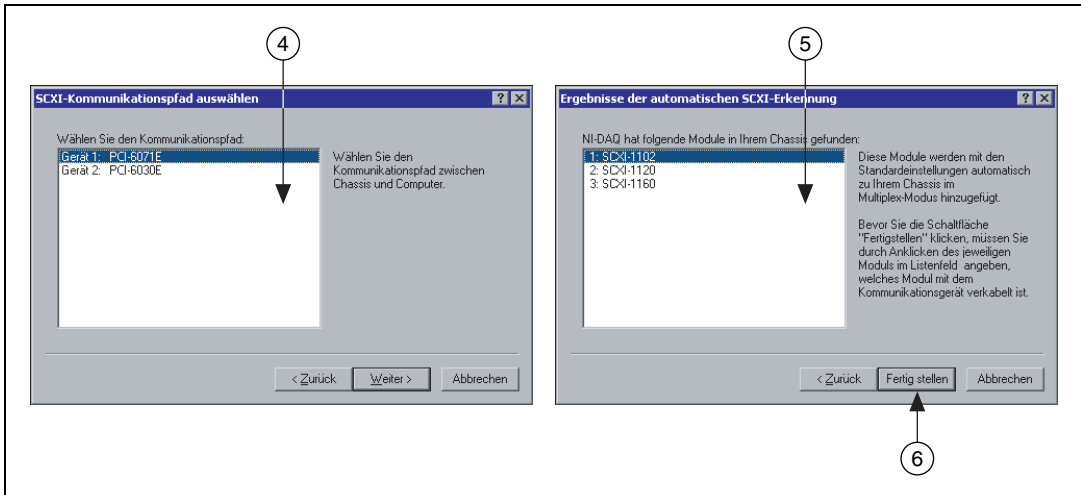 4
5
SCXI-Kommunikationspfad auswählen
Wählen Sie den Kommunikationspfad:
Gerät 1: PCI-6071E
Gerät 2: PCI-6030E
Wählen Sie den
Kommunikationspfad zwischen
Chassis und Computer.
< Zurück
Weiter >
Abbrechen
Ergebnisse der automatischen SCXI-Erkennung
NI-DAQ hat folgende Module in Ihrem Chassis gefunden:
1: SCXI-1102
2: SCXI-1120
3: SCXI-1160
Diese Module werden mit den
Standardeinstellungen automatisch
zu Ihrem Chassis im
Multiplex-Modus hinzugefügt.
Bevor Sie die Schaltfläche
"Fertigstellen" klicken, müssen Sie
durch Anklicken des jeweiligen
Moduls im Listenfeld angeben,
welches Modul mit dem
Kommunikationsgerät verkabelt ist.
< Zurück
Fertig stellen
Abbrechen
6